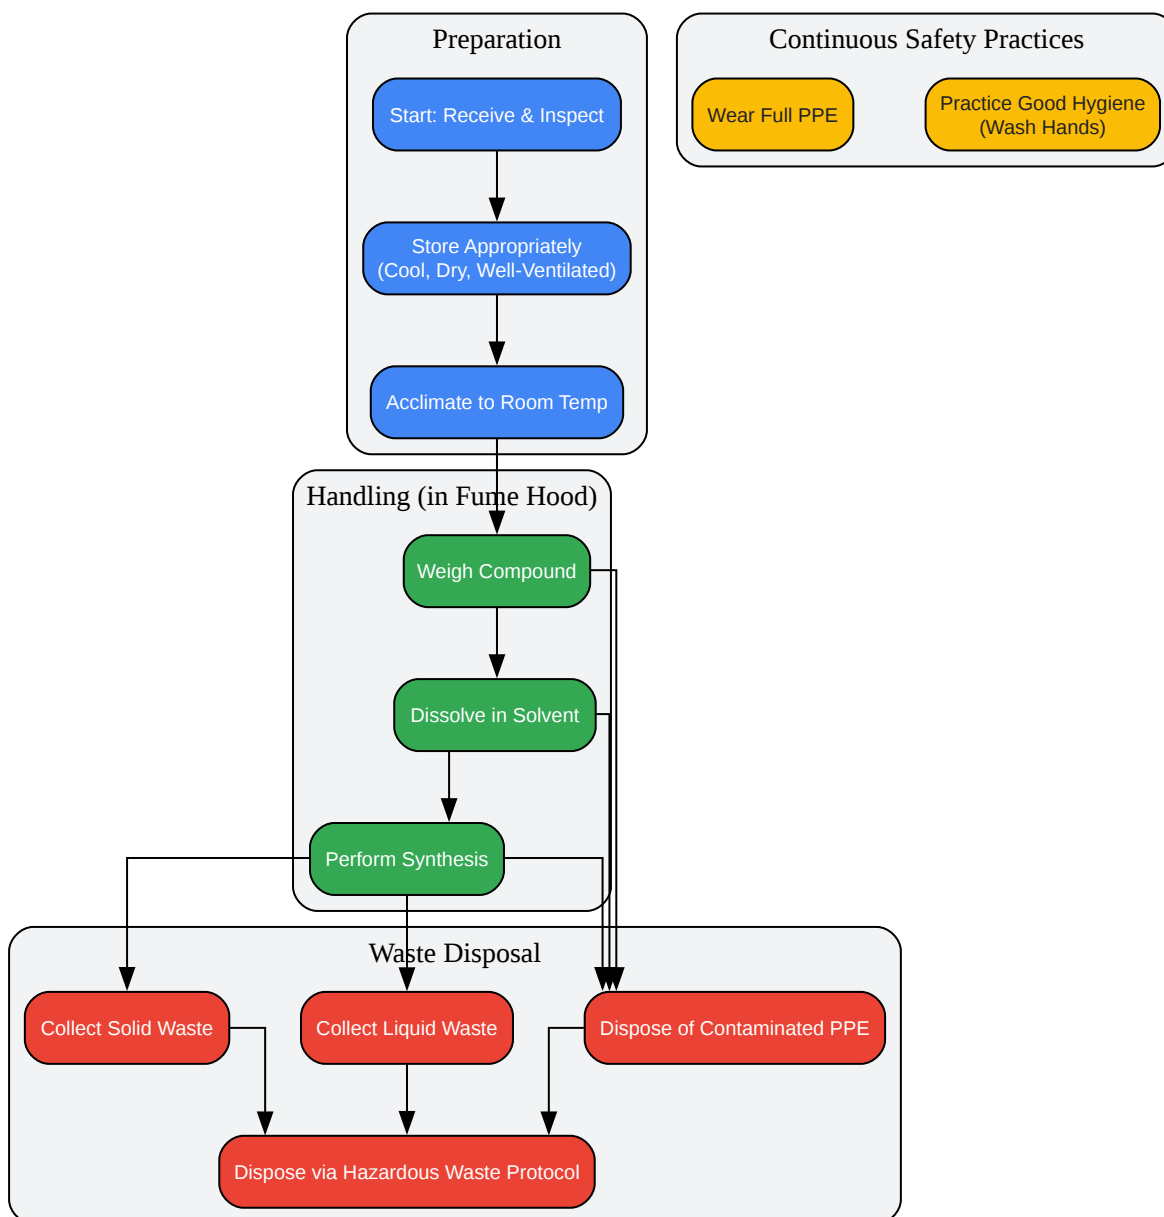 Preparation
Start: Receive & Inspect
Store Appropriately
(Cool, Dry, Well-Ventilated)
Acclimate to Room Temp
Continuous Safety Practices
Wear Full PPE
Practice Good Hygiene
(Wash Hands)
Handling (in Fume Hood)
Weigh Compound
Dissolve in Solvent
Perform Synthesis
Waste Disposal
Collect Solid Waste
Collect Liquid Waste
Dispose of Contaminated PPE
Dispose via Hazardous Waste Protocol